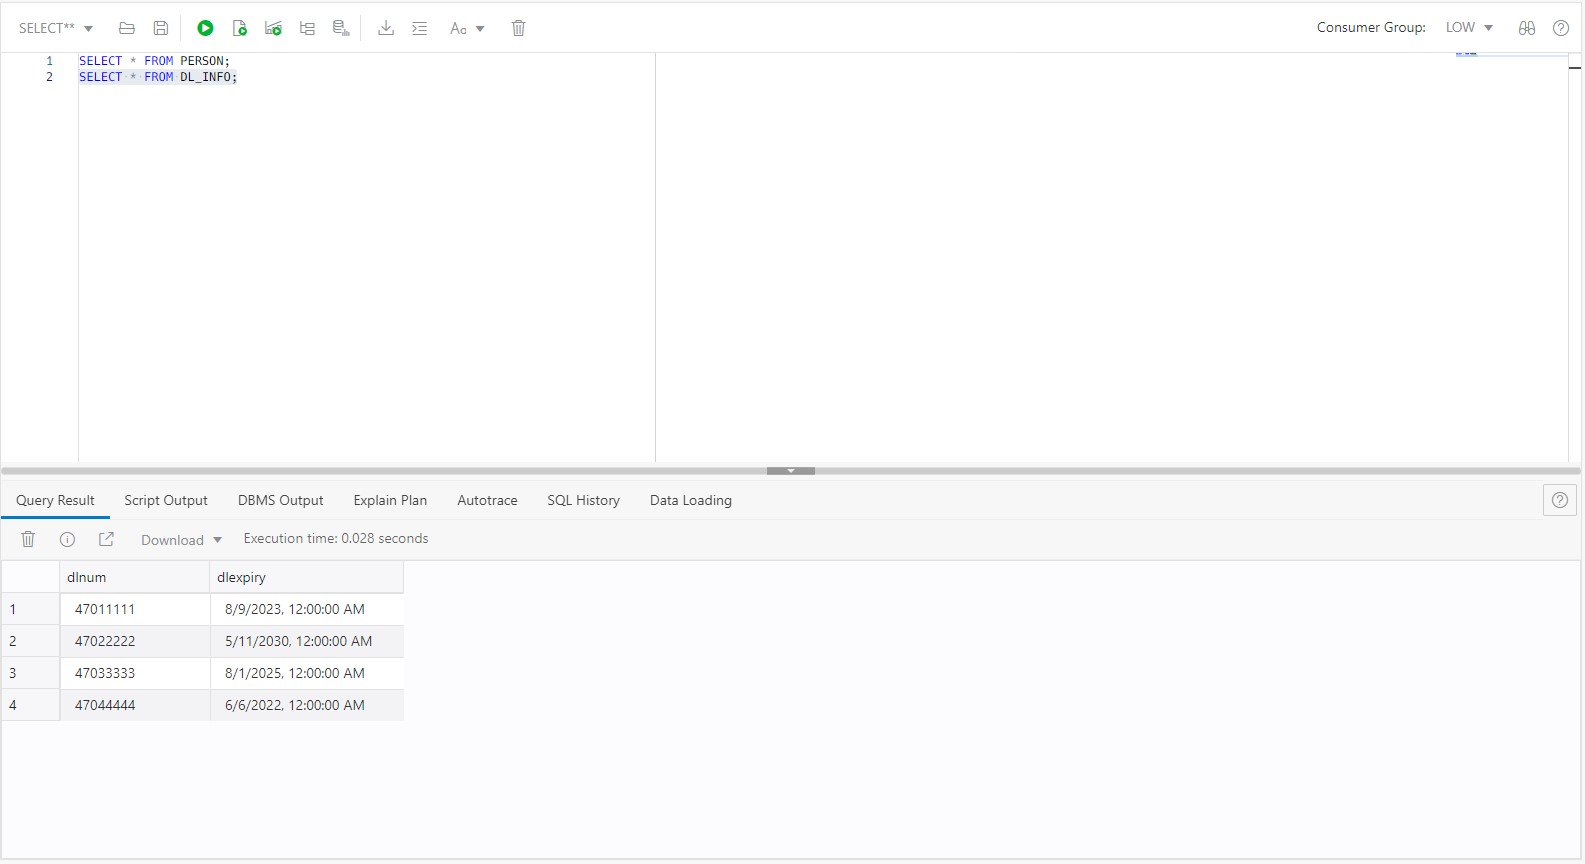 SELECT** Aa Consumer Group: LOW
1 SELECT * FROM PERSON;
2 SELECT * FROM DL_INFO;
Query Result Script Output DBMS Output Explain Plan Autotrace SQL History Data Loading
Download Execution time: 0.028 seconds
dlnum dlexpiry
1 47011111 8/9/2023, 12:00:00 AM
2 47022222 5/11/2030, 12:00:00 AM
3 47033333 8/1/2025, 12:00:00 AM
4 47044444 6/6/2022, 12:00:00 AM